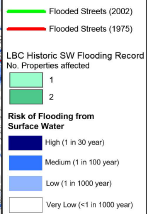 Flooded Streets (2002)
Flooded Streets (1975)
LBC Historic SW Flooding Record
No. Properties affected
1
2
Risk of Flooding from
Surface Water
High (1 in 30 year)
Medium (1 in 100 year)
Low (1 in 1000 year)
Very Low (<1 in 1000 year)